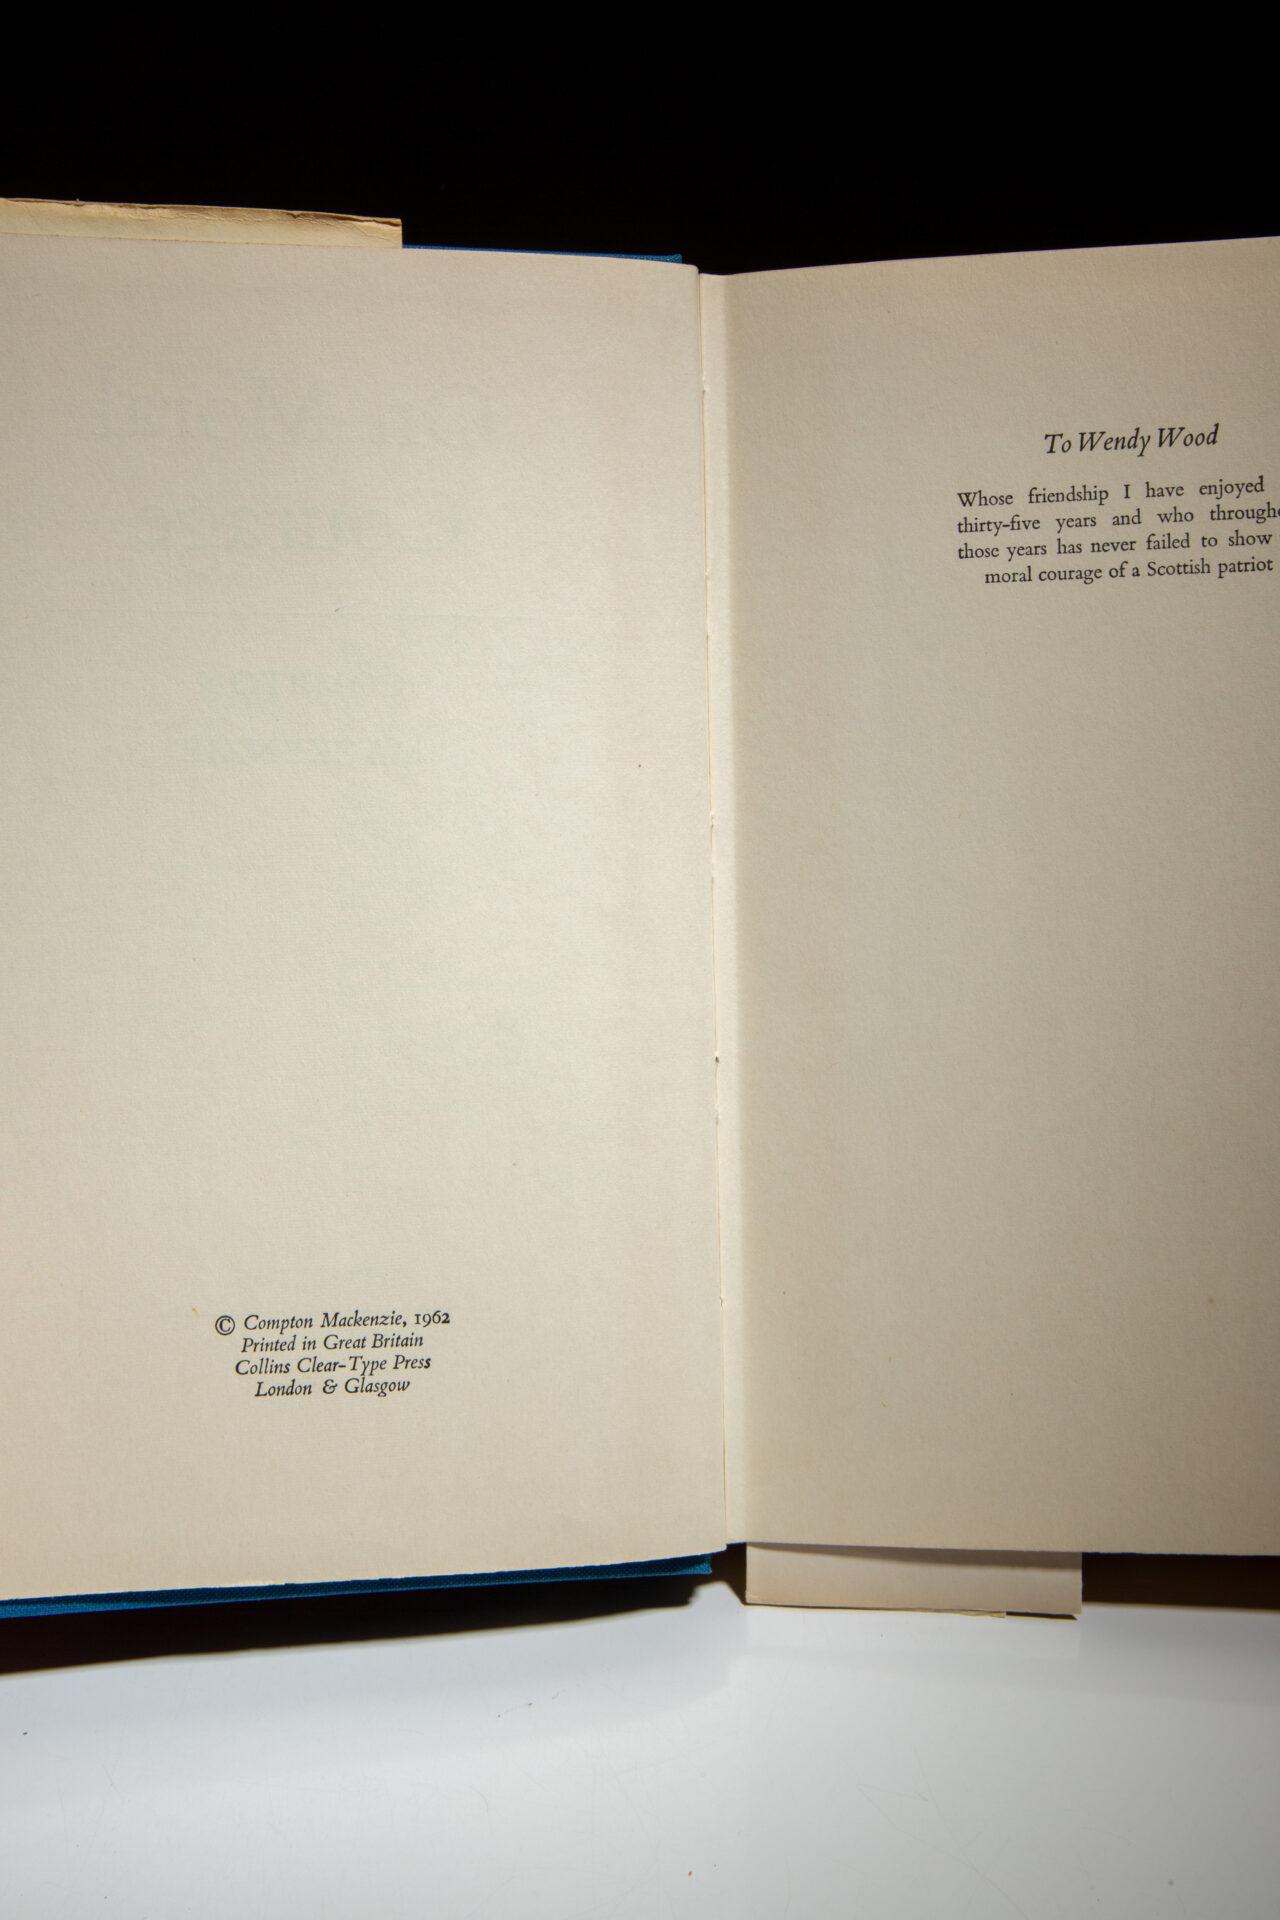 © Compton Mackenzie, 1962
Printed in Great Britain
Collins Clear-Type Press
London & Glasgow
To Wendy Wood
Whose friendship I have enjoyed
thirty-five years and who
those years has never failed to show
moral courage of a Scottish patriot